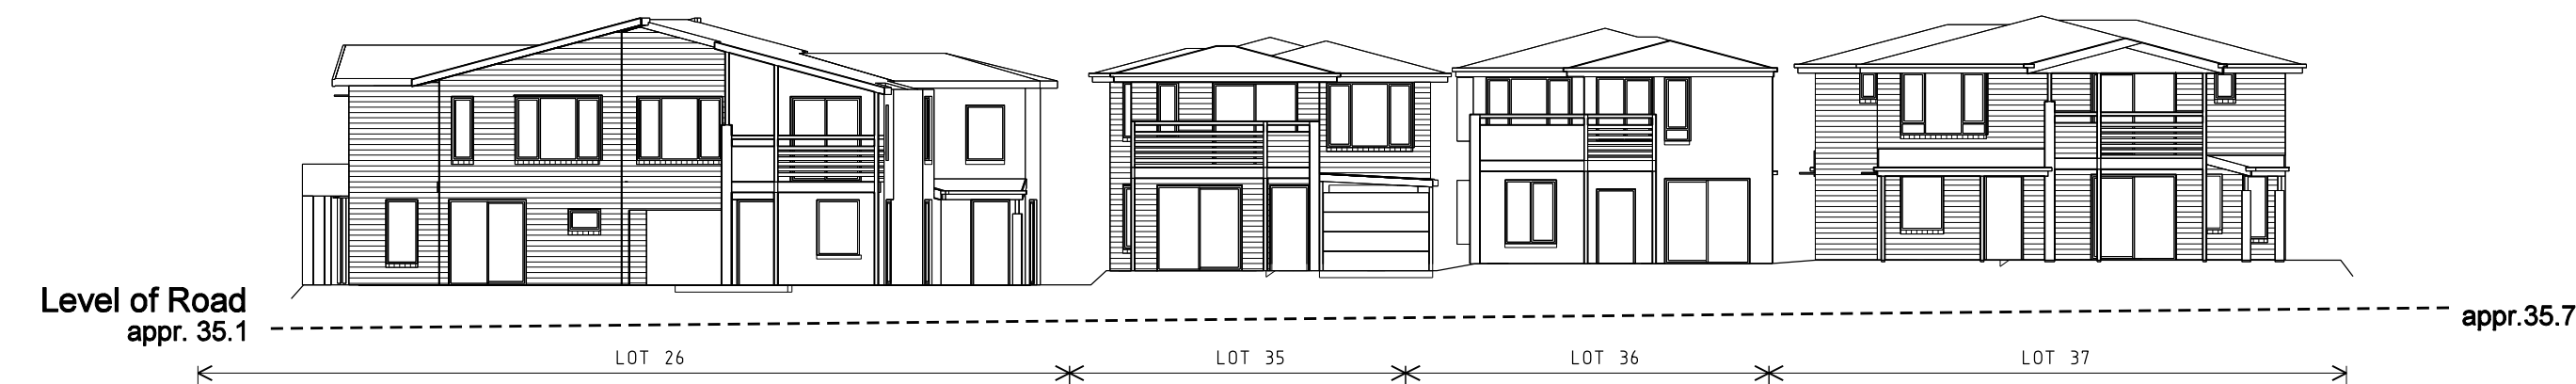 Level of Road
appr. 35.1
appr.35.7
LOT 26
LOT 35
LOT 36
LOT 37